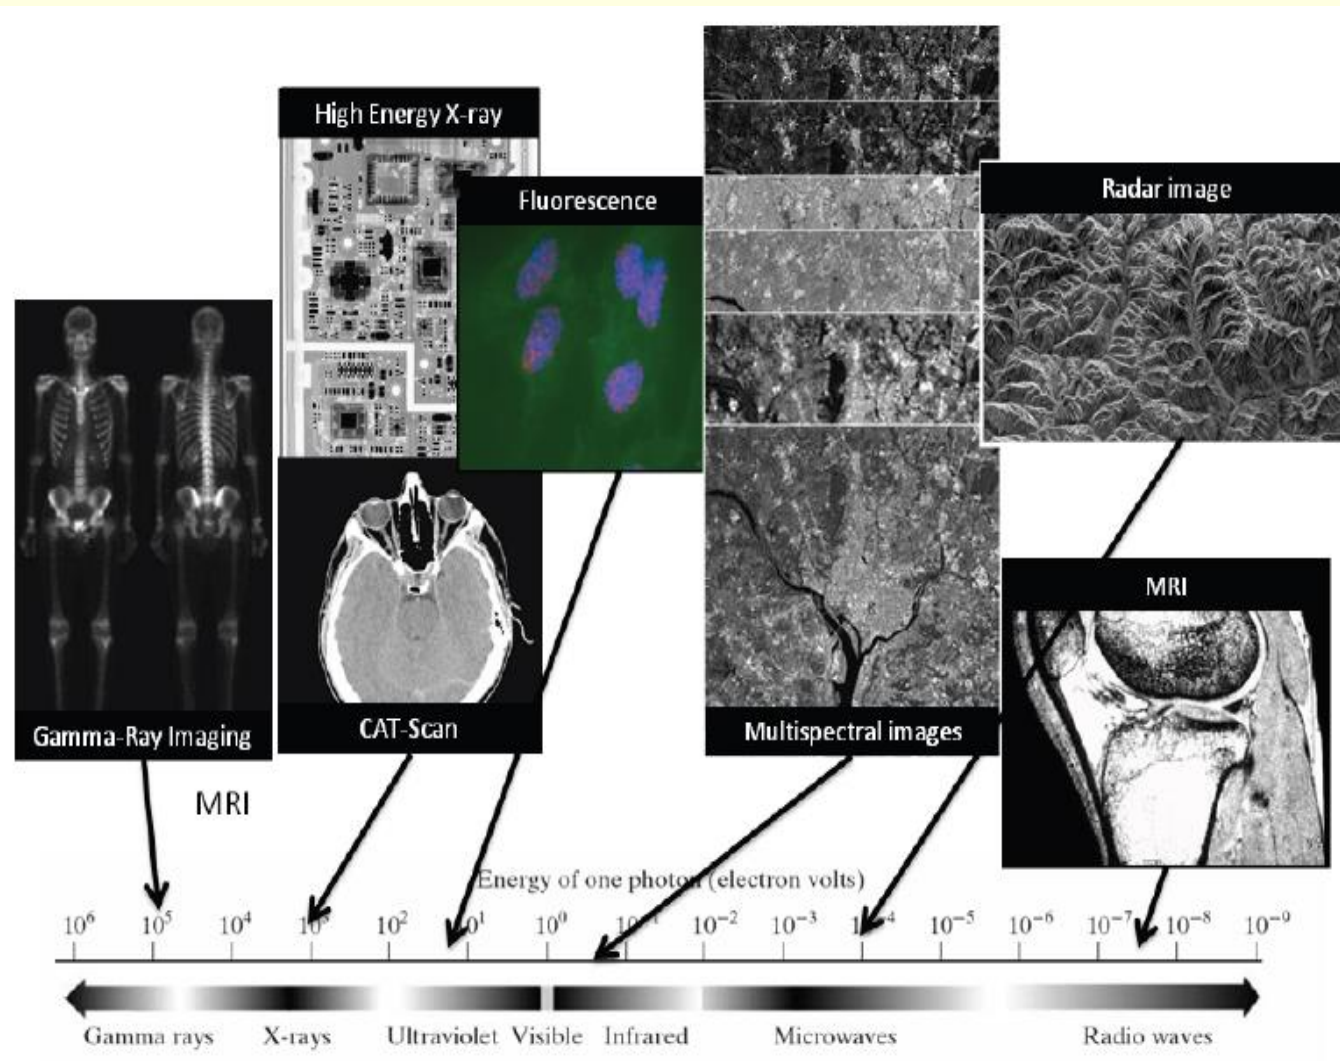 High Energy X-ray
Fluorescence
Radar image
MRI
Gamma-Ray Imaging
CAT-Scan
Multispectral images
MRI
Energy of one photon (electron volts)
10⁶ 10⁵ 10⁴ 10² 10⁰ 10⁻² 10⁻³ 10⁻⁵ 10⁻⁶ 10⁻⁷ 10⁻⁸ 10⁻⁹
Gamma rays X-rays Ultraviolet Visible Infrared Microwaves Radio waves